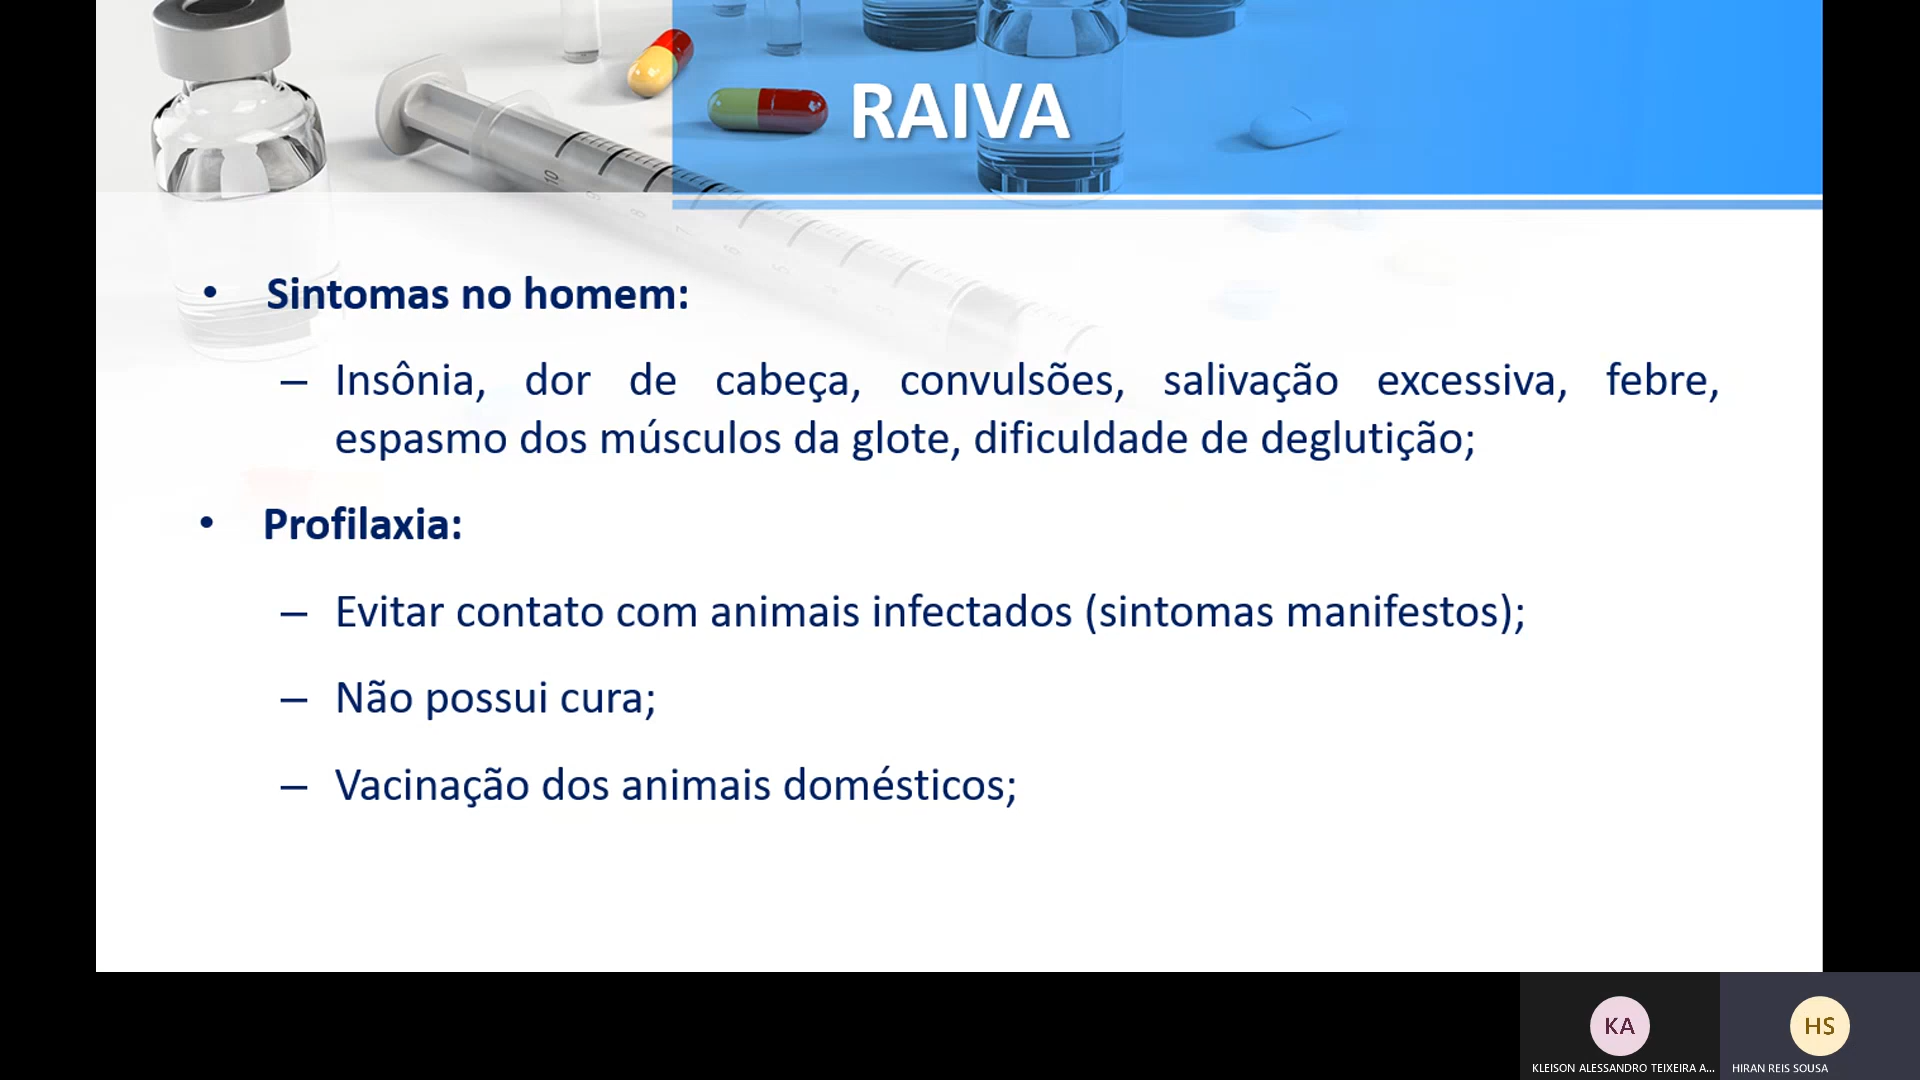 RAIVA
• Sintomas no homem:
– Insônia, dor de cabeça, convulsões, salivação excessiva, febre,
espasmo dos músculos da glote, dificuldade de deglutição;
• Profilaxia:
– Evitar contato com animais infectados (sintomas manifestos);
– Não possui cura;
– Vacinação dos animais domésticos;
KA
HS
KLEISON ALESSANDRO TEIXEIRA A...
HIRAN REIS SOUSA